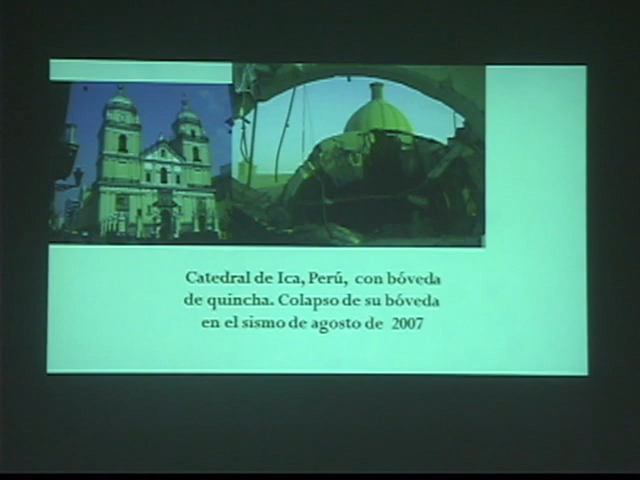 Catedral de Ica, Perú, con bóveda
de quincha. Colapso de su bóveda
en el sismo de agosto de 2007